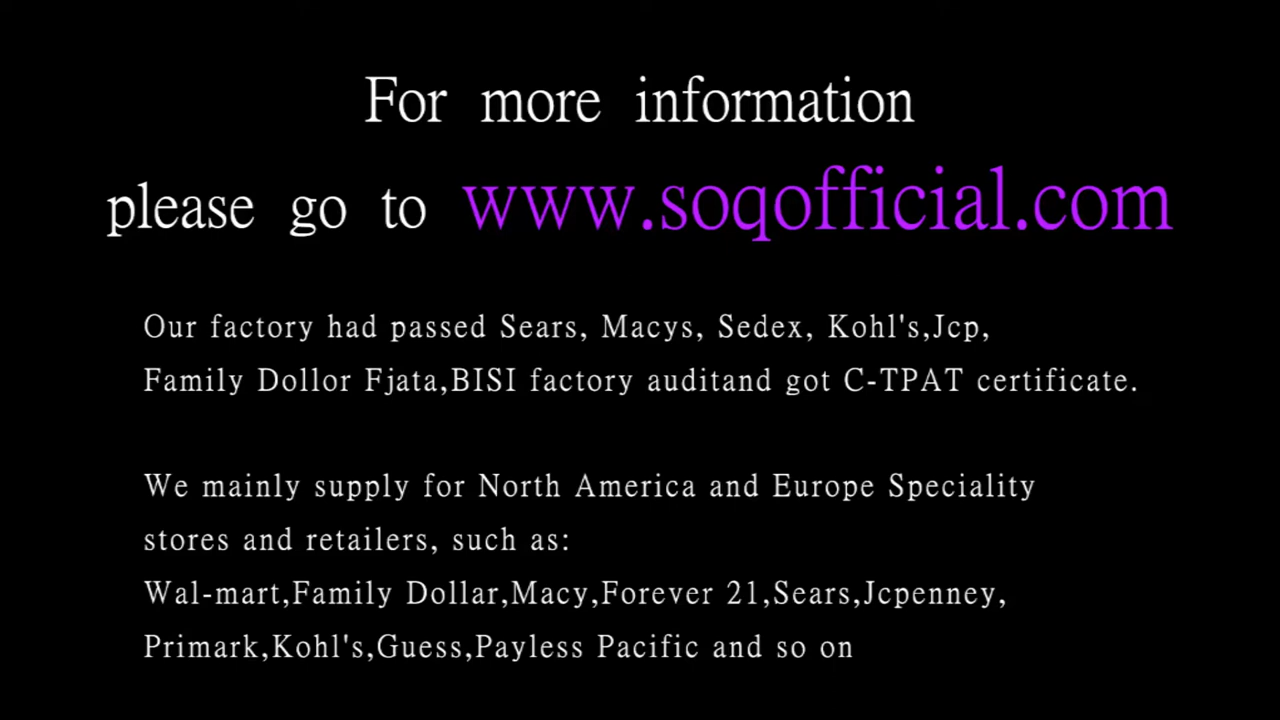 For more information
please go to www.soqofficial.com
Our factory had passed Sears, Macys, Sedex, Kohl's,Jcp,
Family Dollor Fjata,BISI factory auditand got C-TPAT certificate.
We mainly supply for North America and Europe Speciality
stores and retailers, such as:
Wal-mart,Family Dollar,Macy,Forever 21,Sears,Jcpenney,
Primark,Kohl's,Guess,Payless Pacific and so on